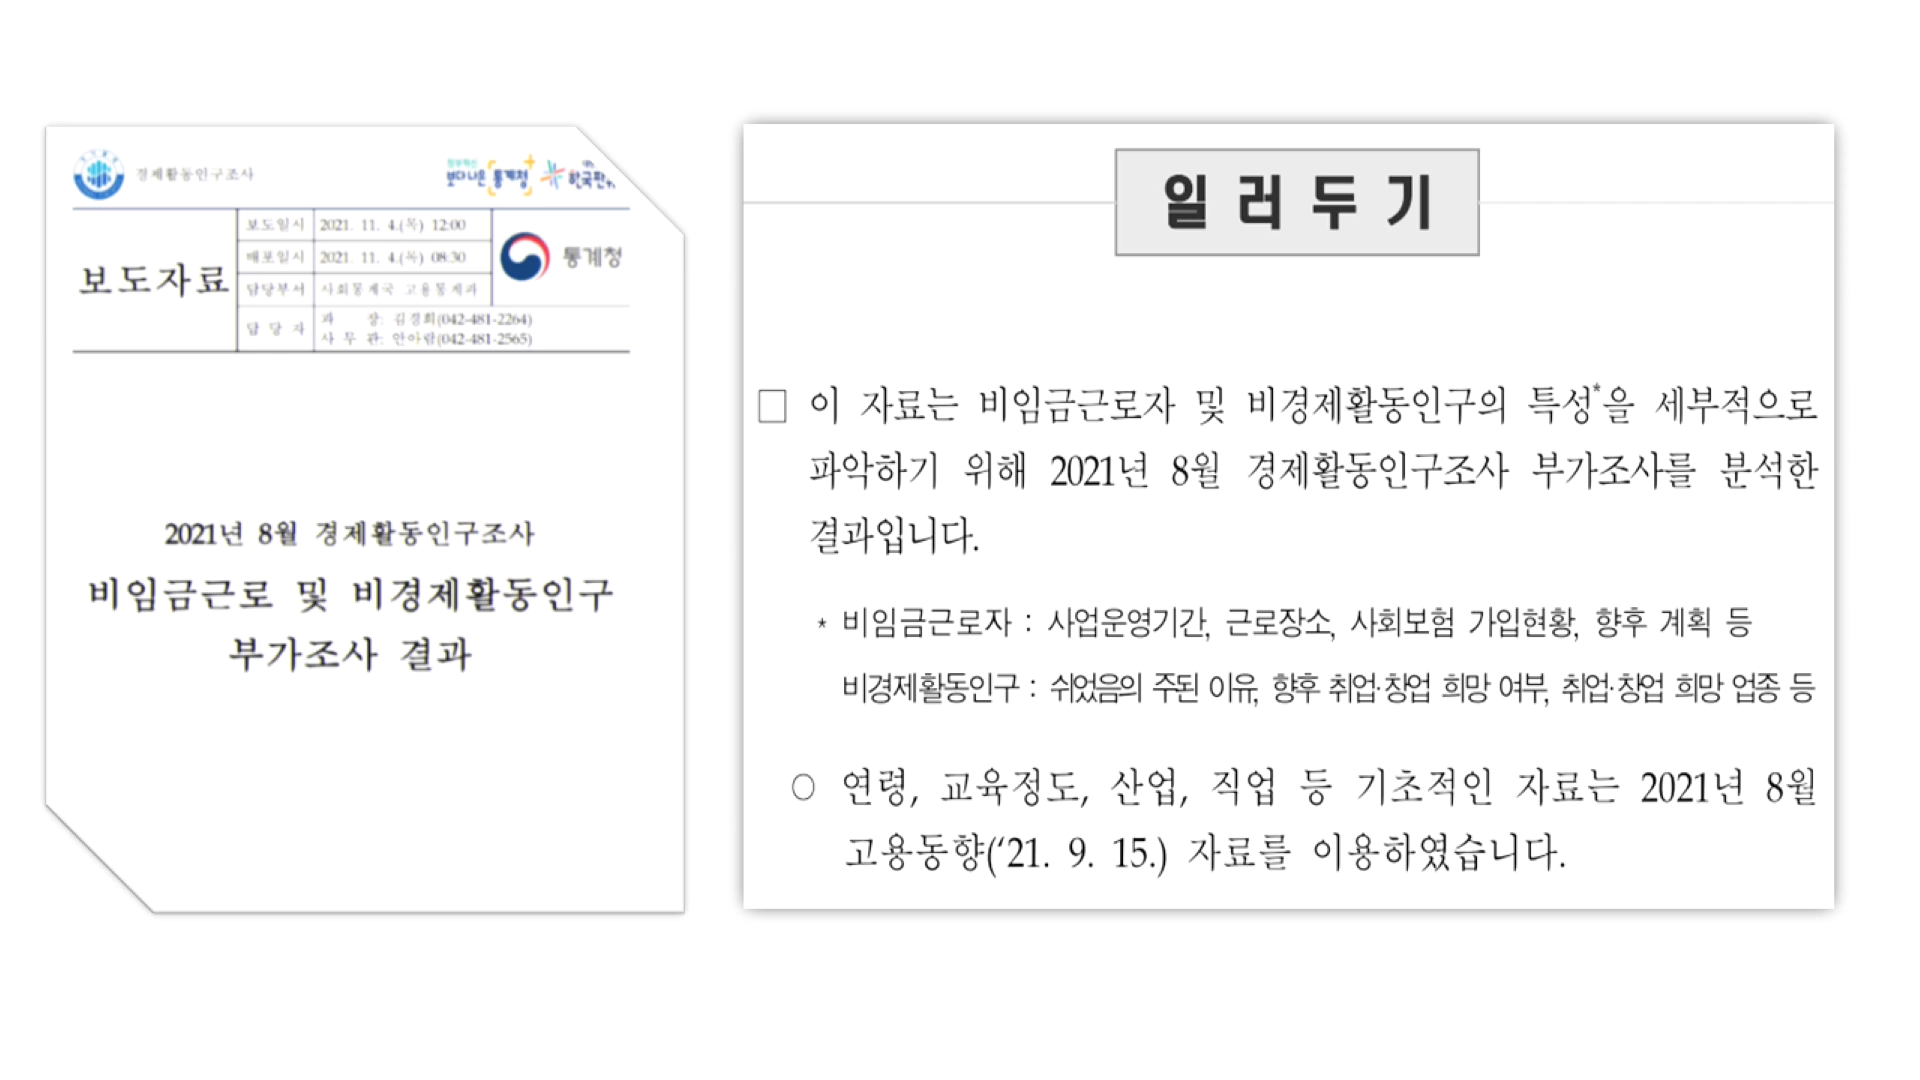 경제활동인구조사
보다나은 통계청
보도자료
보도일시 2021. 11. 4.(목) 12:00
배포일시 2021. 11. 4.(목) 08:30
담당부서 사회통계국 고용통계과
담 당 자 과 장: 김경희(042-481-2264)
사 무 관: 안아람(042-481-2565)
통계청
2021년 8월 경제활동인구조사
비임금근로 및 비경제활동인구
부가조사 결과
일러두기
□ 이 자료는 비임금근로자 및 비경제활동인구의 특성*을 세부적으로
파악하기 위해 2021년 8월 경제활동인구조사 부가조사를 분석한
결과입니다.
* 비임금근로자 : 사업운영기간, 근로장소, 사회보험 가입현황, 향후 계획 등
비경제활동인구 : 쉬었음의 주된 이유, 향후 취업·창업 희망 여부, 취업·창업 희망 업종 등
○ 연령, 교육정도, 산업, 직업 등 기초적인 자료는 2021년 8월
고용동향(‘21. 9. 15.) 자료를 이용하였습니다.